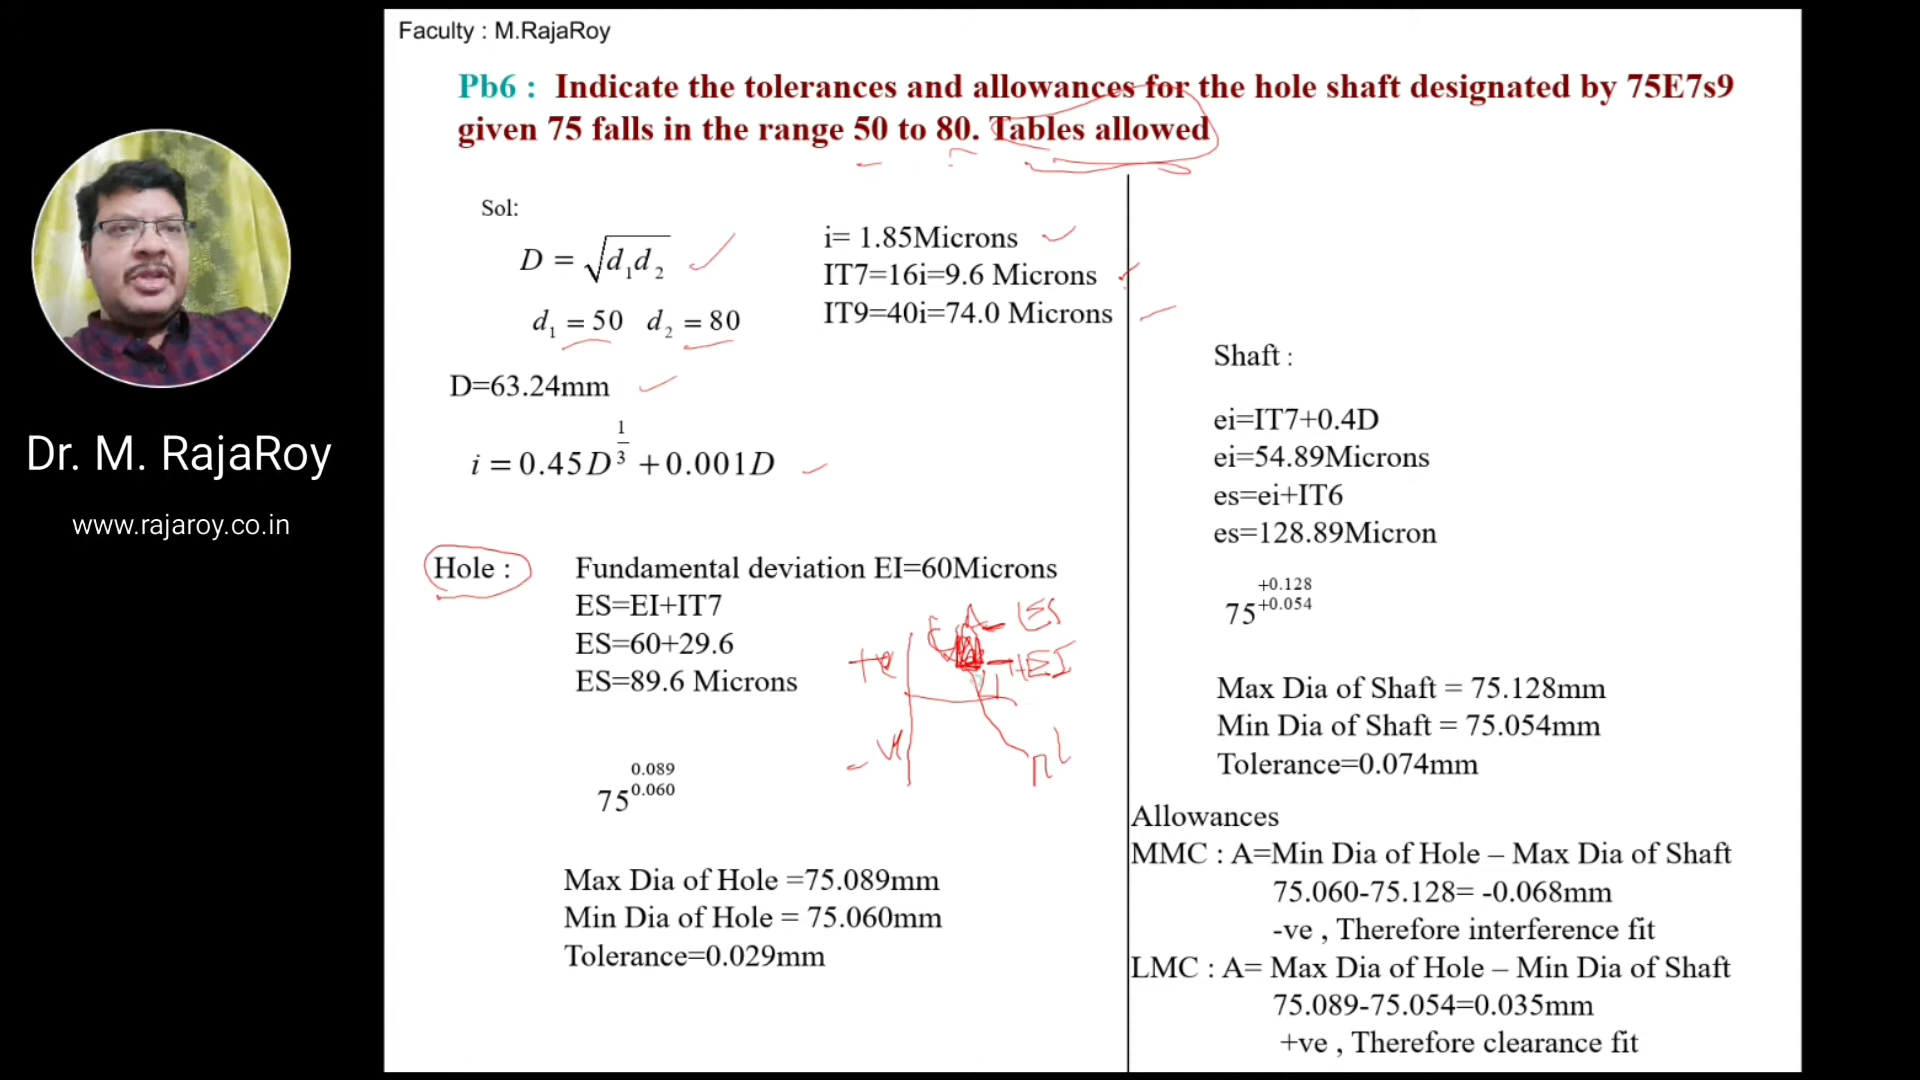 Faculty : M.RajaRoy
Pb6 : Indicate the tolerances and allowances for the hole shaft designated by 75E7s9
given 75 falls in the range 50 to 80. Tables allowed
Sol:
D = √d₁d₂
d₁ = 50 d₂ = 80
D=63.24mm
i = 0.45D^(1/3) + 0.001D
i= 1.85Microns
IT7=16i=9.6 Microns
IT9=40i=74.0 Microns
Hole :
Fundamental deviation EI=60Microns
ES=EI+IT7
ES=60+29.6
ES=89.6 Microns
+ve
-ve
ES
EI
0.089
75 0.060
Max Dia of Hole =75.089mm
Min Dia of Hole = 75.060mm
Tolerance=0.029mm
Shaft :
ei=IT7+0.4D
ei=54.89Microns
es=ei+IT6
es=128.89Micron
+0.128
75 +0.054
Max Dia of Shaft = 75.128mm
Min Dia of Shaft = 75.054mm
Tolerance=0.074mm
Allowances
MMC : A=Min Dia of Hole – Max Dia of Shaft
75.060-75.128= -0.068mm
-ve , Therefore interference fit
LMC : A= Max Dia of Hole – Min Dia of Shaft
75.089-75.054=0.035mm
+ve , Therefore clearance fit
Dr. M. RajaRoy
www.rajaroy.co.in